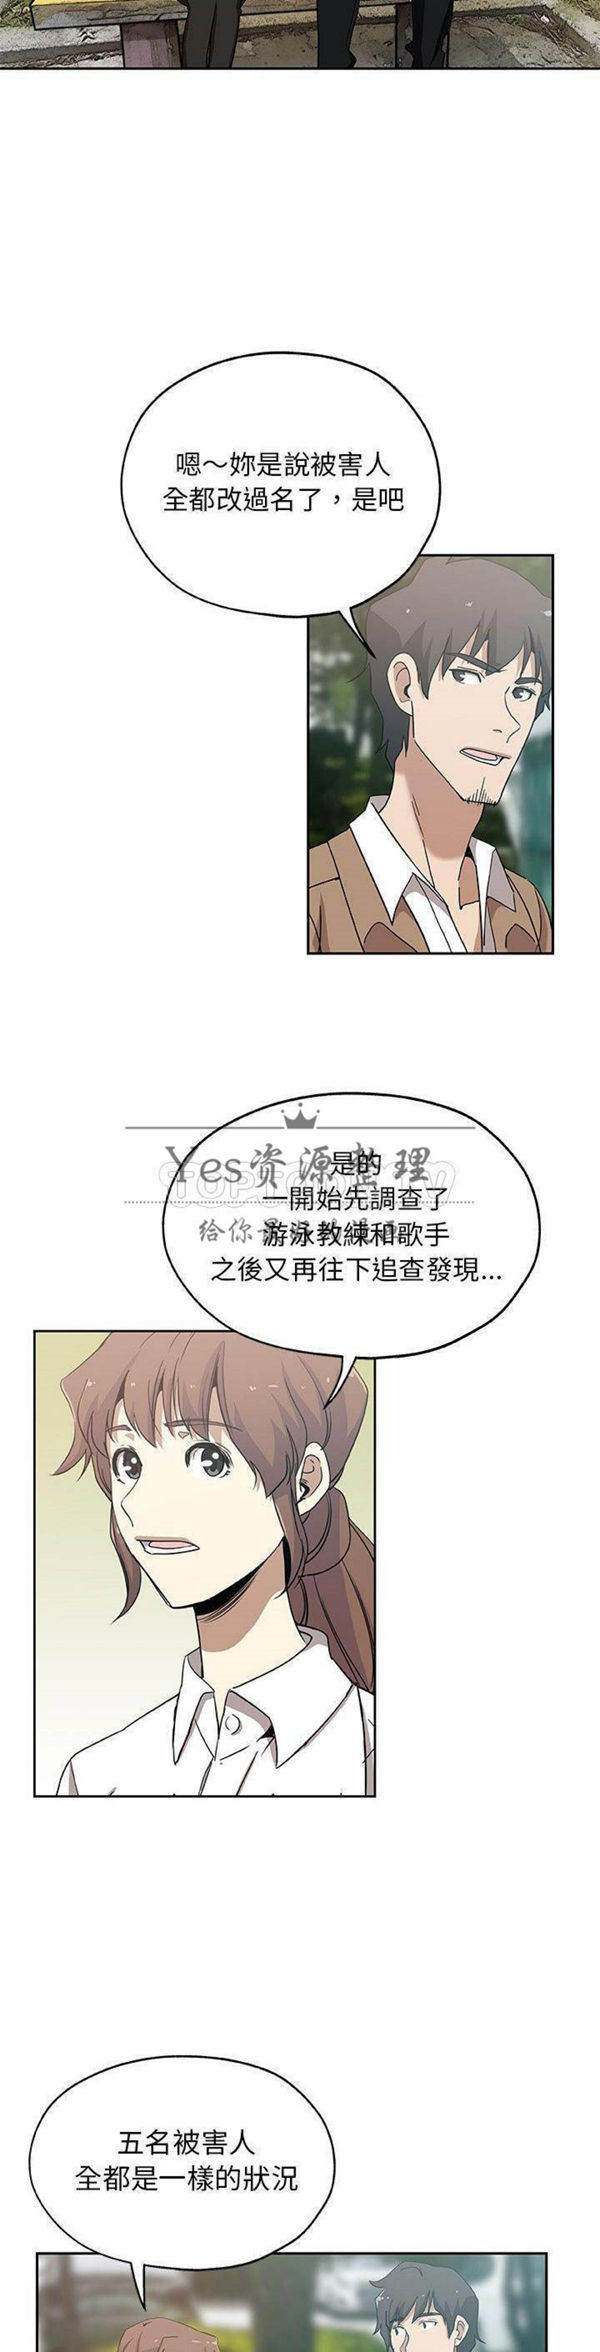 嗯～妳是說被害人
全都改過名了，是吧
Yes资源整理
是的
一開始先調查了
游泳教練和歌手
之後又再往下追查發現...
五名被害人
全都是一樣的狀況